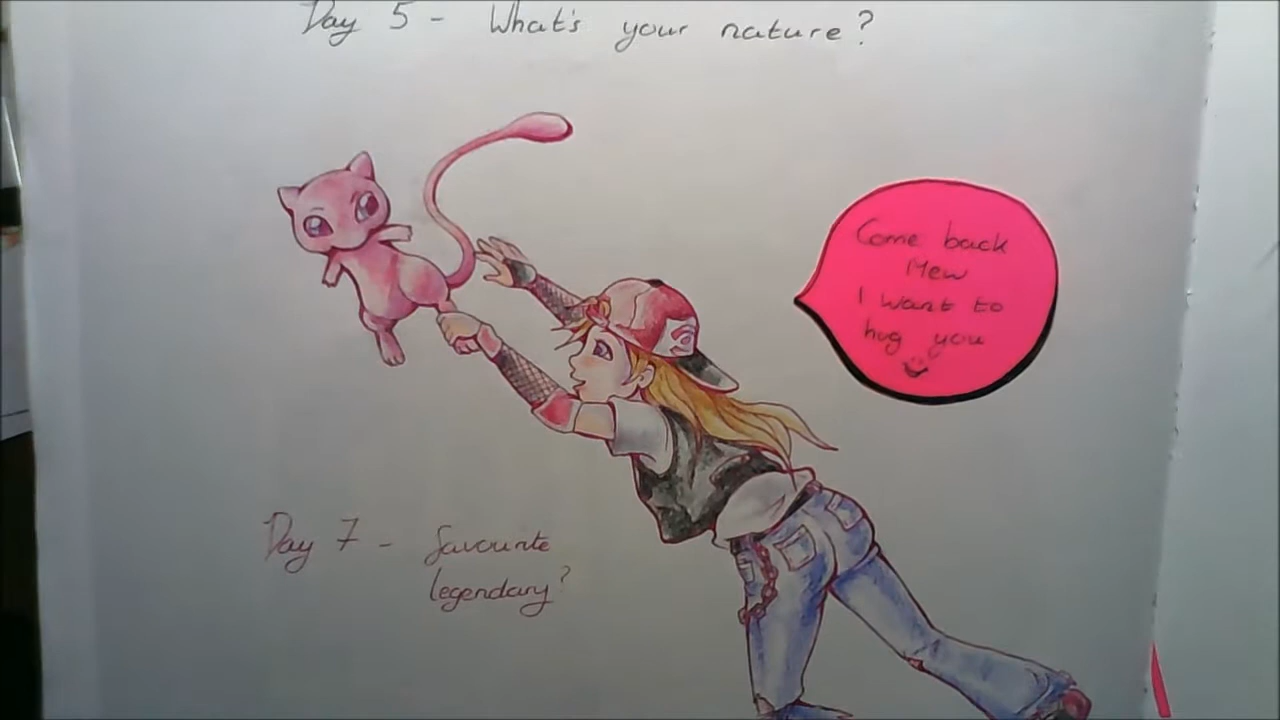 Day 5 - What's your nature?
Come back
Mew
I want to
hug you
Day 7 - favourite
legendary?